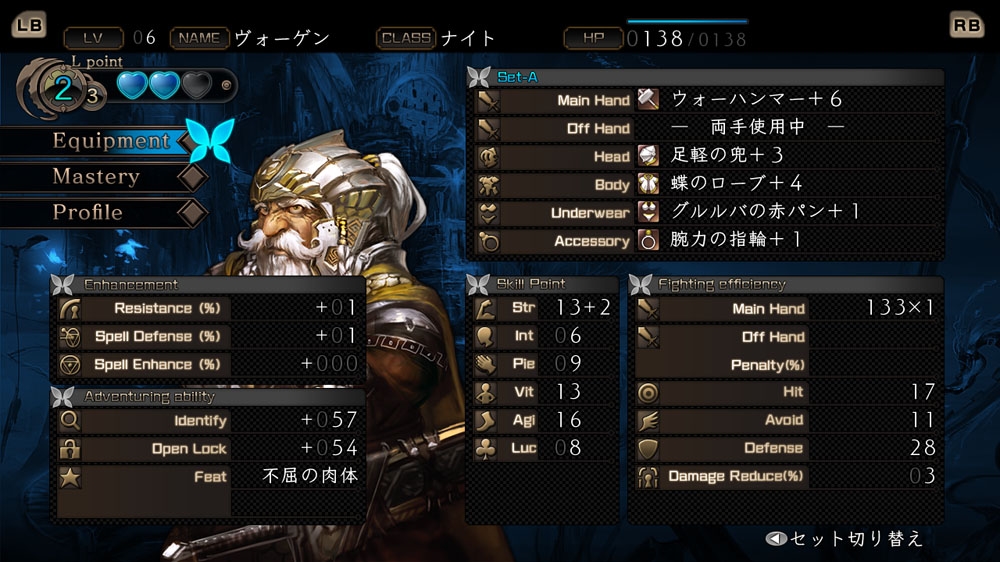 LB
RB
LV 06 NAME ヴォーゲン CLASS ナイト HP 0138/0138
L point
2 3
Equipment
Mastery
Profile
Set-A
Main Hand ウォーハンマー+6
Off Hand ― 両手使用中 ―
Head 足軽の兜+3
Body 蝶のローブ+4
Underwear グルルバの赤パン+1
Accessory 腕力の指輪+1
Enhancement
Resistance (%) +01
Spell Defense (%) +01
Spell Enhance (%) +000
Adventuring ability
Identify +057
Open Lock +054
Feat 不屈の肉体
Skill Point
Str 13+2
Int 06
Pie 09
Vit 13
Agi 16
Luc 08
Fighting efficiency
Main Hand 133×1
Off Hand
Penalty(%)
Hit 17
Avoid 11
Defense 28
Damage Reduce(%) 03
セット切り替え